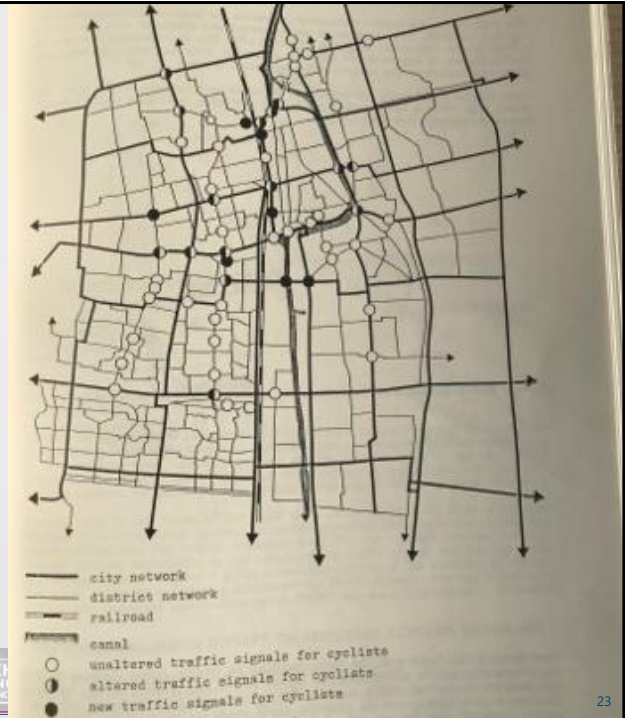 city network
district network
railroad
canal
unaltered traffic signals for cyclists
altered traffic signals for cyclists
new traffic signals for cyclists
23